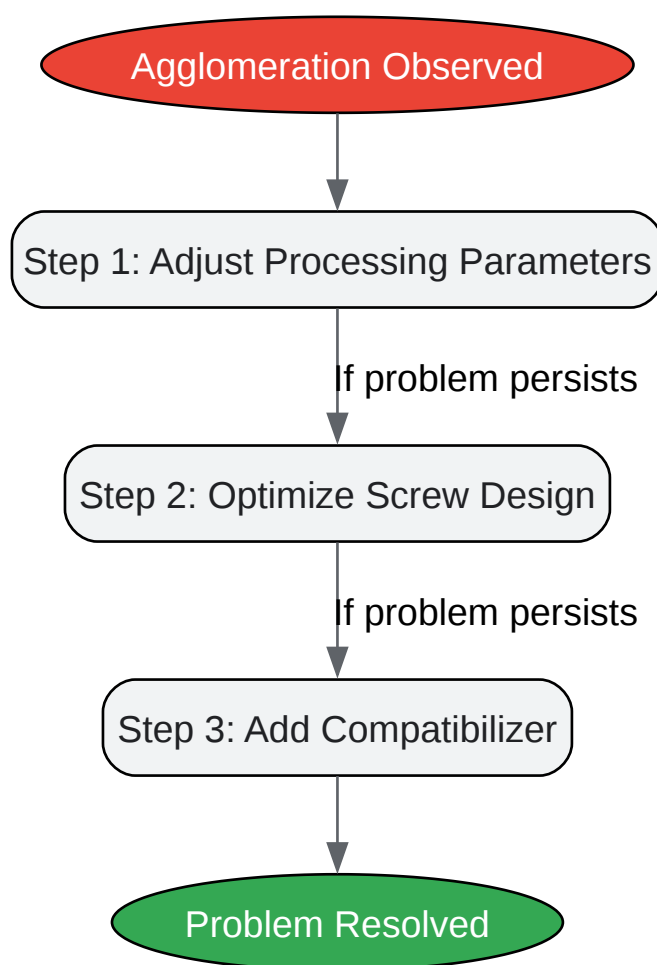 Agglomeration Observed
Step 1: Adjust Processing Parameters
If problem persists
Step 2: Optimize Screw Design
If problem persists
Step 3: Add Compatibilizer
Problem Resolved